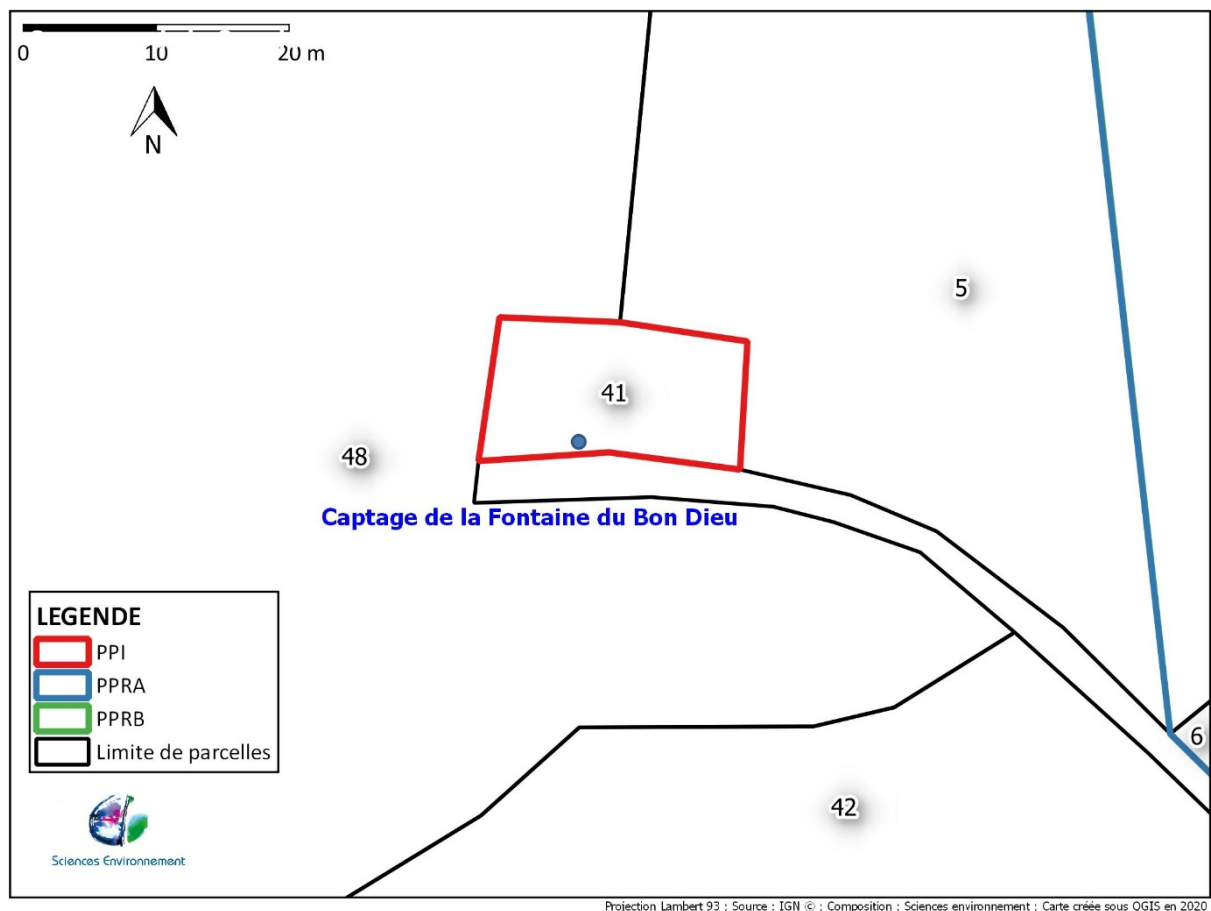 0 10 20 m
N
5
41
48
Captage de la Fontaine du Bon Dieu
LEGENDE
PPI
PPRA
PPRB
Limite de parcelles
6
42
Sciences Environnement
Projection Lambert 93 ; Source : IGN © ; Composition : Sciences environnement ; Carte créée sous QGIS en 2020